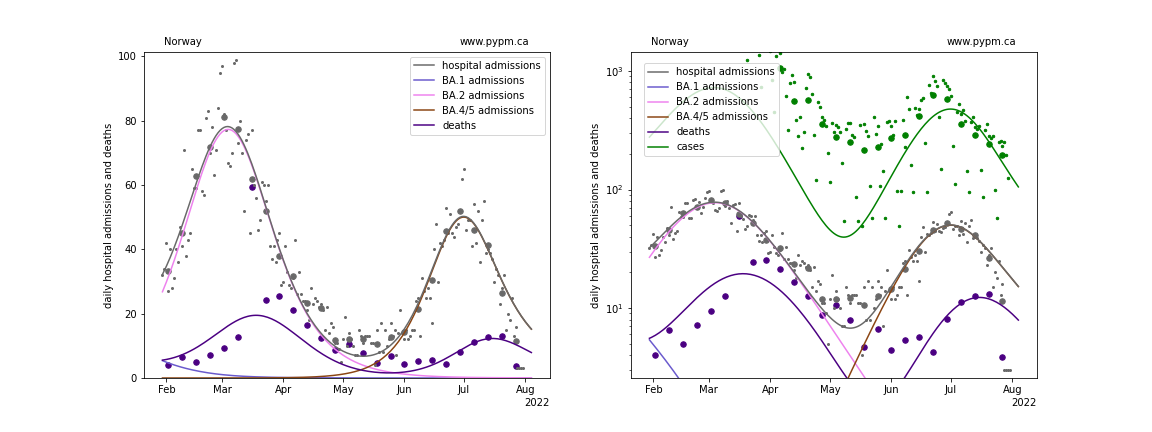 Norway
www.pypm.ca
daily hospital admissions and deaths
100
80
60
40
20
0
hospital admissions
BA.1 admissions
BA.2 admissions
BA.4/5 admissions
deaths
Feb
Mar
Apr
May
Jun
Jul
Aug
2022
Norway
www.pypm.ca
daily hospital admissions and deaths
10³
10²
10¹
hospital admissions
BA.1 admissions
BA.2 admissions
BA.4/5 admissions
deaths
cases
Feb
Mar
Apr
May
Jun
Jul
Aug
2022